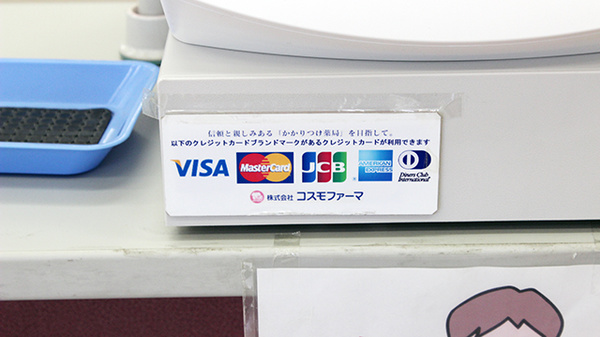 信頼と親しみある「かかりつけ薬局」を目指して。
以下のクレジットカードブランドマークがあるクレジットカードが利用できます
VISA MasterCard JCB AMERICAN EXPRESS Diners Club International
株式会社 コスモファーマ